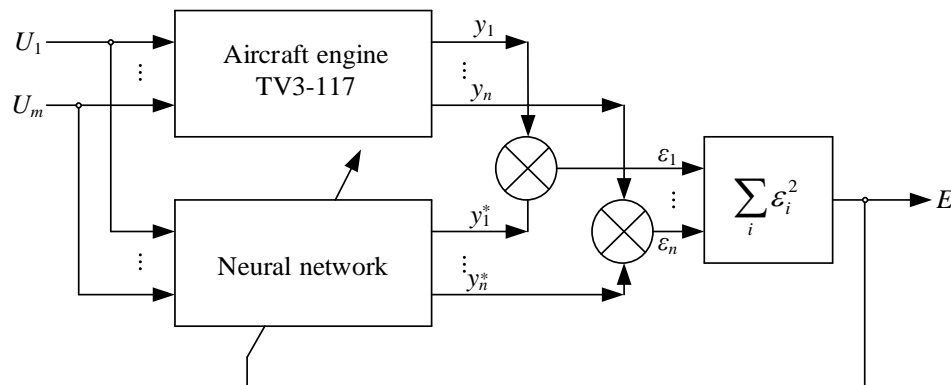 U₁
⋮
Uₘ
Aircraft engine
TV3-117
y₁
⋮
yₙ
ε₁
⋮
εₙ
∑ᵢ εᵢ²
E
⋮
Neural network
y₁*
⋮
yₙ*